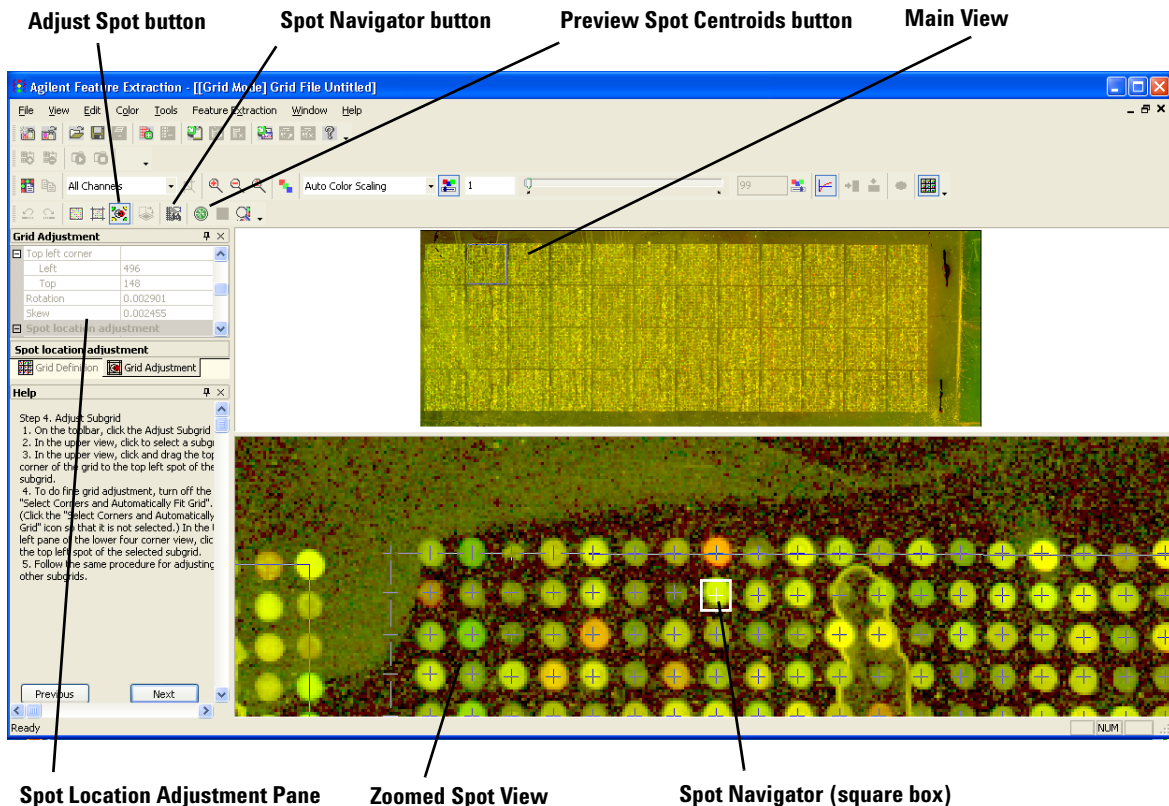 Adjust Spot button
Spot Navigator button
Preview Spot Centroids button
Main View
Agilent Feature Extraction - [[Grid Mode] Grid File Untitled]
File View Edit Color Tools Feature Extraction Window Help
All Channels
Auto Color Scaling
1
99
Grid Adjustment
Top left corner
Left 496
Top 148
Rotation 0.002901
Skew 0.002455
Spot location adjustment
Spot location adjustment
Grid Definition Grid Adjustment
Help
Step 4. Adjust Subgrid
1. On the toolbar, click the Adjust Subgrid
2. In the upper view, click to select a subgr
3. In the upper view, click and drag the top
corner of the grid to the top left spot of the
subgrid.
4. To do fine grid adjustment, turn off the
"Select Corners and Automatically Fit Grid".
(Click the "Select Corners and Automatically
Grid" icon so that it is not selected.) In the
left pane of the lower four corner view, clic
the top left spot of the selected subgrid.
5. Follow the same procedure for adjusting
other subgrids.
Previous Next
Ready
NUM
Spot Location Adjustment Pane
Zoomed Spot View
Spot Navigator (square box)